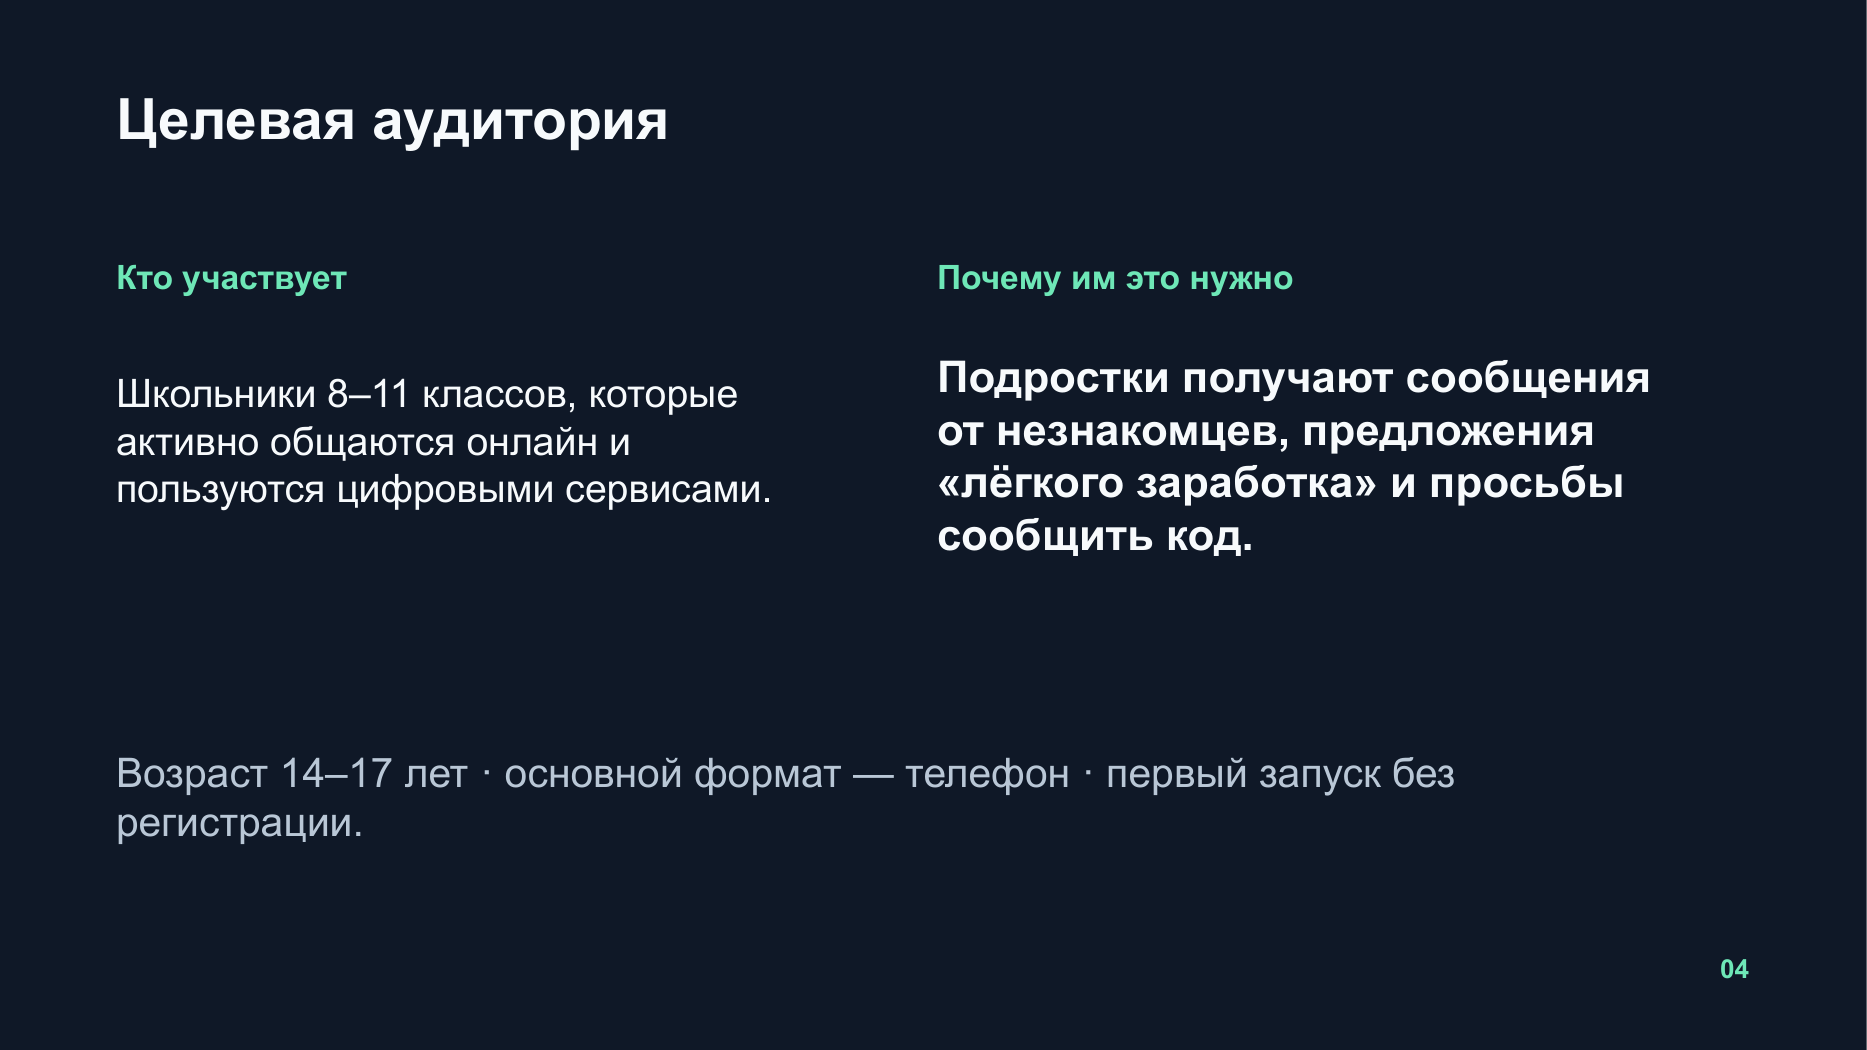 Целевая аудитория
Кто участвует
Школьники 8–11 классов, которые
активно общаются онлайн и
пользуются цифровыми сервисами.
Почему им это нужно
Подростки получают сообщения
от незнакомцев, предложения
«лёгкого заработка» и просьбы
сообщить код.
Возраст 14–17 лет · основной формат — телефон · первый запуск без
регистрации.
04